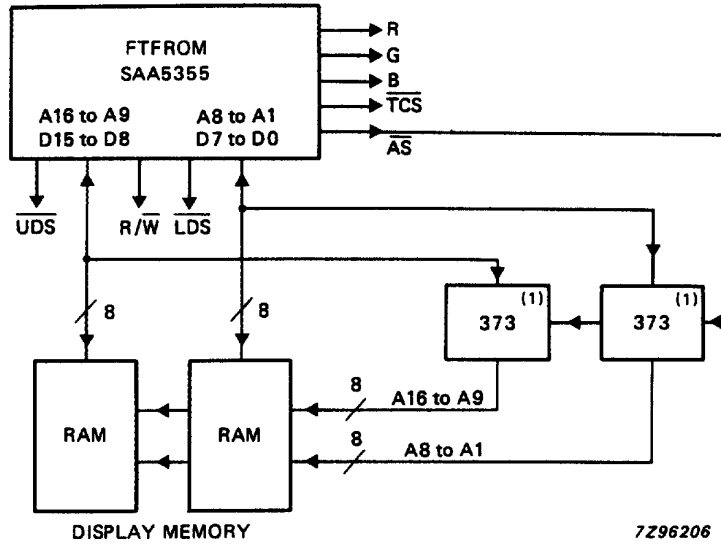 FTFROM
SAA5355
A16 to A9
D15 to D8
A8 to A1
D7 to D0
R
G
B
TCS
AS
UDS
R/W
LDS
8
8
373
(1)
373
(1)
RAM
RAM
8
A16 to A9
8
A8 to A1
DISPLAY MEMORY
7Z96206